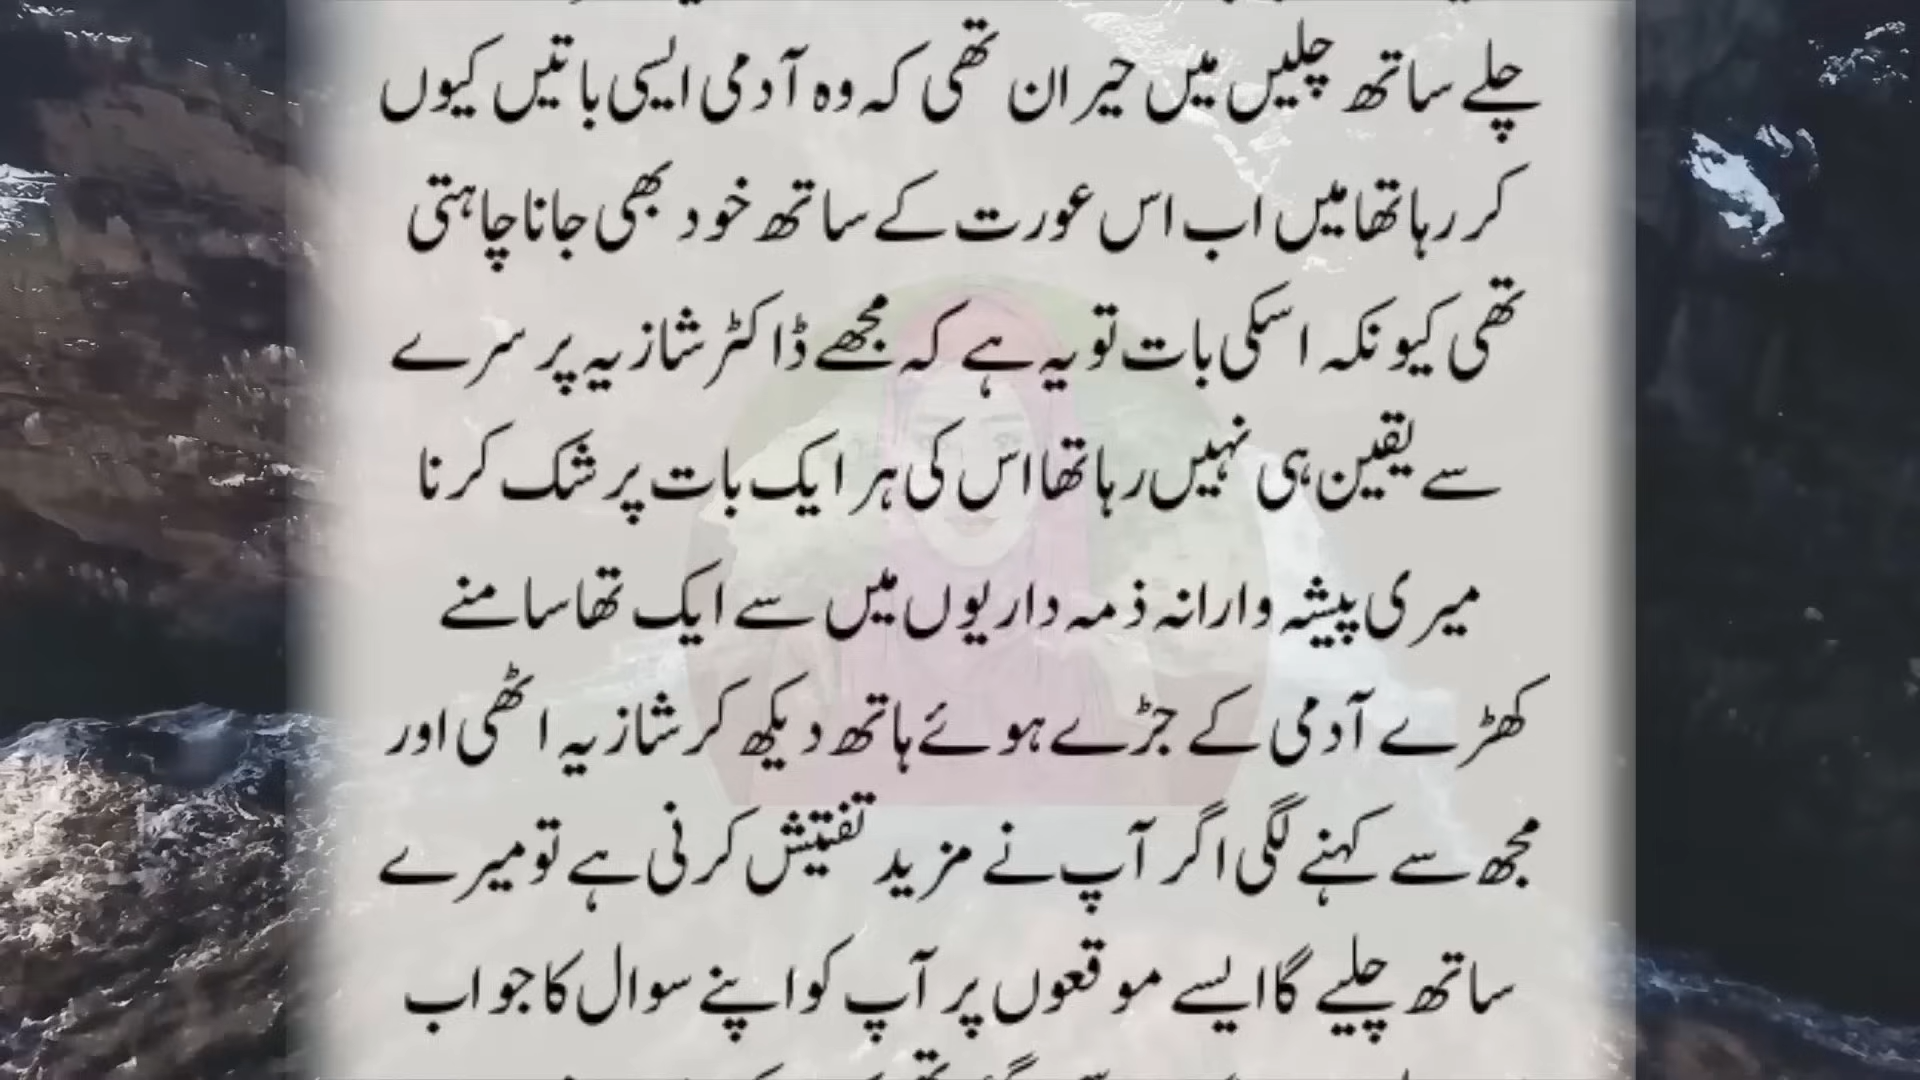 چلے ساتھ چلیں میں حیران تھی کہ وہ آدمی ایسی باتیں کیوں
کر رہا تھا میں اب اس عورت کے ساتھ خود بھی جانا چاہتی
تھی کیونکہ اسکی بات تو یہ ہے کہ مجھے ڈاکٹر شازیہ پر سرے
سے یقین ہی نہیں رہا تھا اس کی ہر ایک بات پر شک کرنا
میری پیشہ وارانہ ذمہ داریوں میں سے ایک تھا سامنے
کھڑے آدمی کے جڑے ہوئے ہاتھ دیکھ کر شازیہ اٹھی اور
مجھ سے کہنے لگی اگر آپ نے مزید تفتیش کرنی ہے تو میرے
ساتھ چلیے گا ایسے موقعوں پر آپ کو اپنے سوال کا جواب